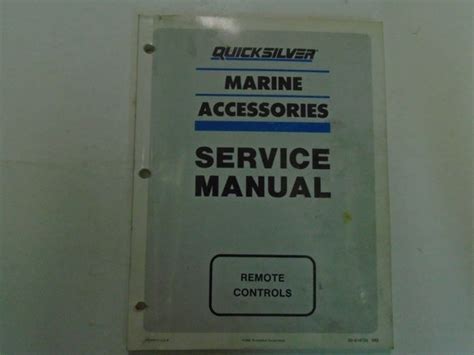 QUICKSILVER
MARINE
ACCESSORIES
SERVICE
MANUAL
REMOTE
CONTROLS